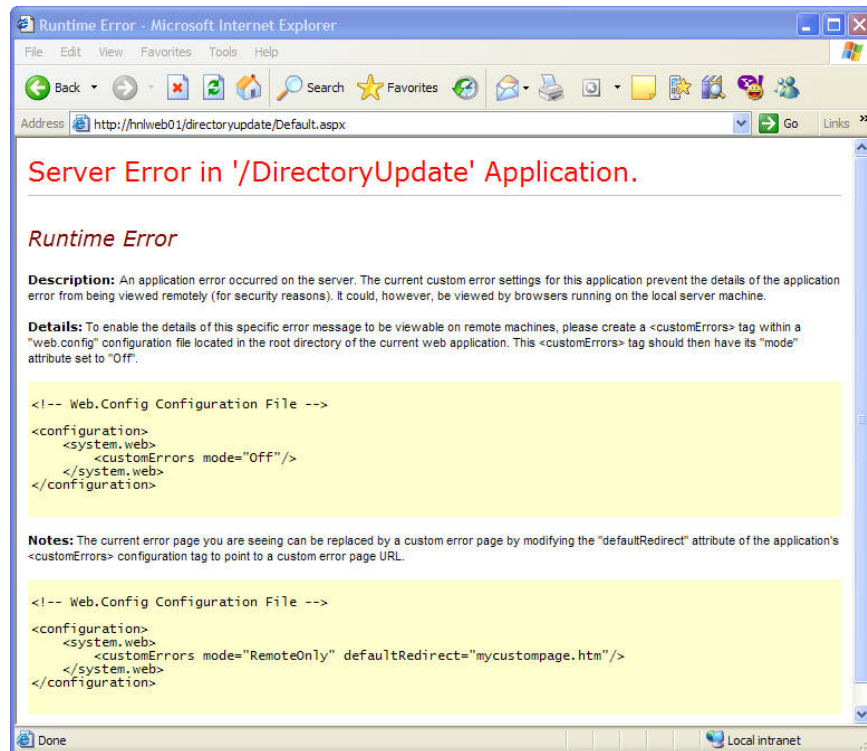 Runtime Error - Microsoft Internet Explorer
File Edit View Favorites Tools Help
Back Search Favorites
Address http://hnlweb01/directoryupdate/Default.aspx Go Links »
Server Error in '/DirectoryUpdate' Application.
Runtime Error
Description: An application error occurred on the server. The current custom error settings for this application prevent the details of the application
error from being viewed remotely (for security reasons). It could, however, be viewed by browsers running on the local server machine.
Details: To enable the details of this specific error message to be viewable on remote machines, please create a <customErrors> tag within a
"web.config" configuration file located in the root directory of the current web application. This <customErrors> tag should then have its "mode"
attribute set to "Off".
<!-- Web.Config Configuration File -->
<configuration>
    <system.web>
        <customErrors mode="Off"/>
    </system.web>
</configuration>
Notes: The current error page you are seeing can be replaced by a custom error page by modifying the "defaultRedirect" attribute of the application's
<customErrors> configuration tag to point to a custom error page URL.
<!-- Web.Config Configuration File -->
<configuration>
    <system.web>
        <customErrors mode="RemoteOnly" defaultRedirect="mycustompage.htm"/>
    </system.web>
</configuration>
Done Local intranet